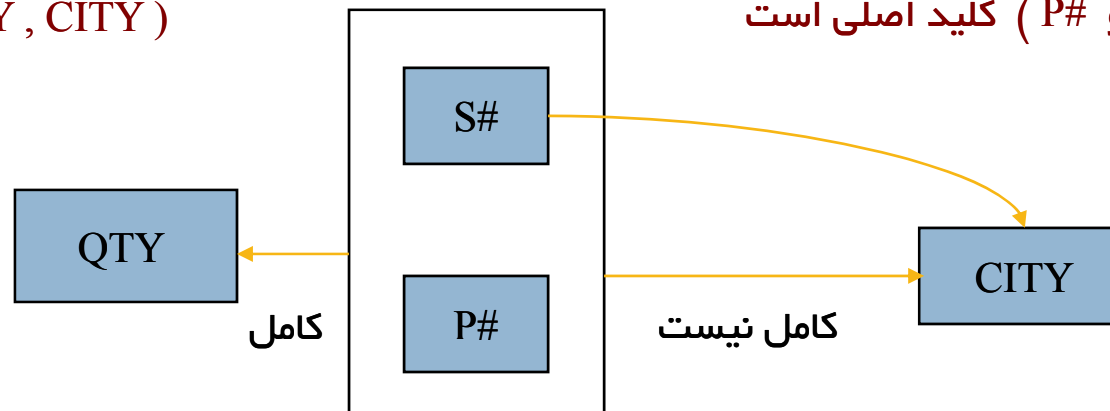 , CITY )
P# ) کلید اصلی است
S#
QTY
CITY
P#
کامل
کامل نیست